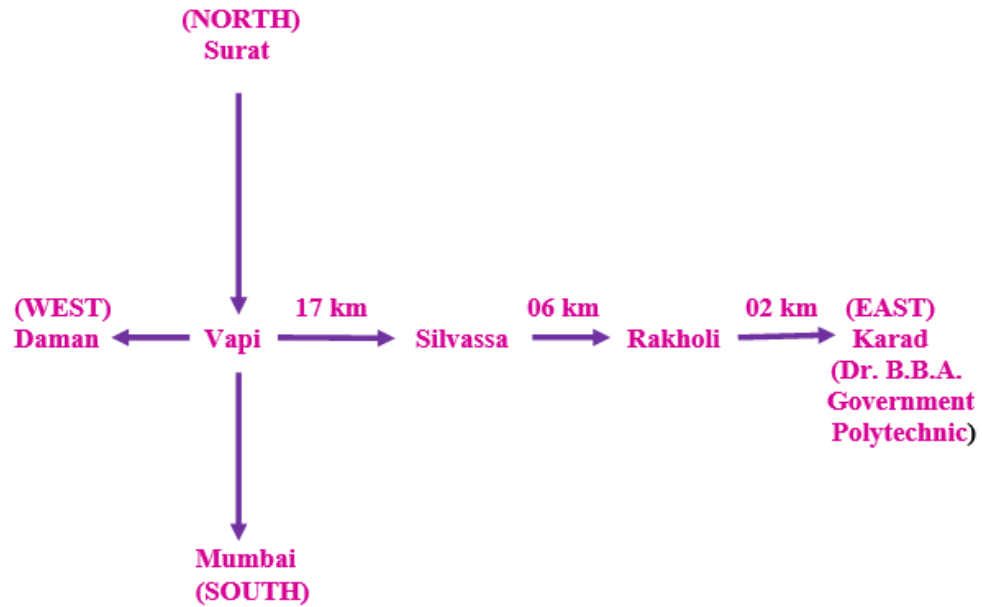 (NORTH)
Surat
(WEST)
Daman
Vapi
17 km
Silvassa
06 km
Rakholi
02 km
(EAST)
Karad
(Dr. B.B.A.
Government
Polytechnic)
Mumbai
(SOUTH)